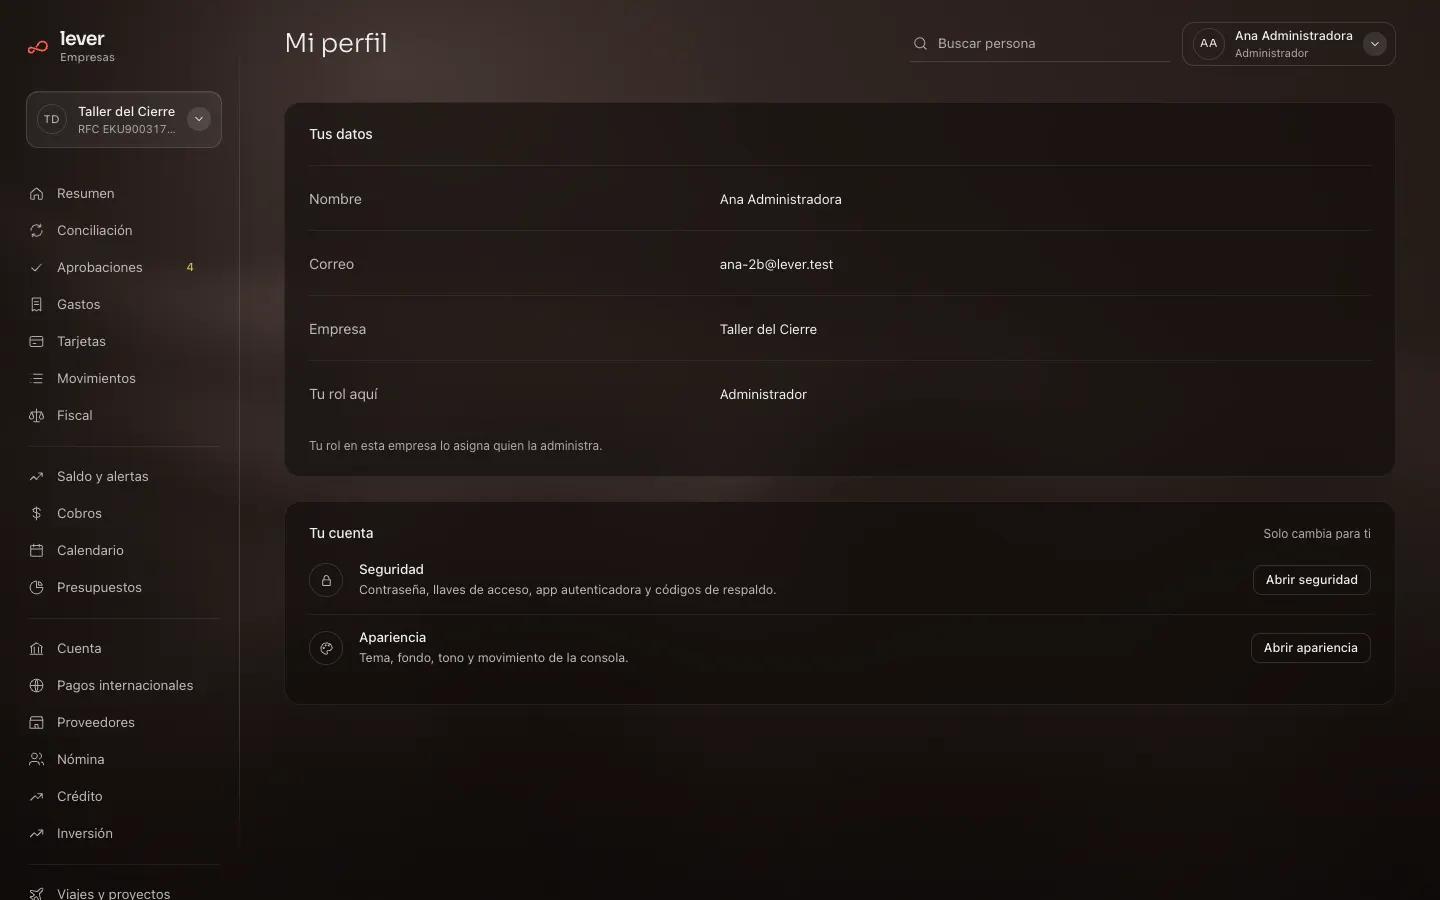 lever
Empresas
TD
Taller del Cierre
RFC EKU900317...
Resumen
Conciliación
Aprobaciones 4
Gastos
Tarjetas
Movimientos
Fiscal
Saldo y alertas
Cobros
Calendario
Presupuestos
Cuenta
Pagos internacionales
Proveedores
Nómina
Crédito
Inversión
Viajes y proyectos
Mi perfil
Buscar persona
AA
Ana Administradora
Administrador
Tus datos
Nombre Ana Administradora
Correo ana-2b@lever.test
Empresa Taller del Cierre
Tu rol aquí Administrador
Tu rol en esta empresa lo asigna quien la administra.
Tu cuenta Solo cambia para ti
Seguridad
Contraseña, llaves de acceso, app autenticadora y códigos de respaldo.
Abrir seguridad
Apariencia
Tema, fondo, tono y movimiento de la consola.
Abrir apariencia